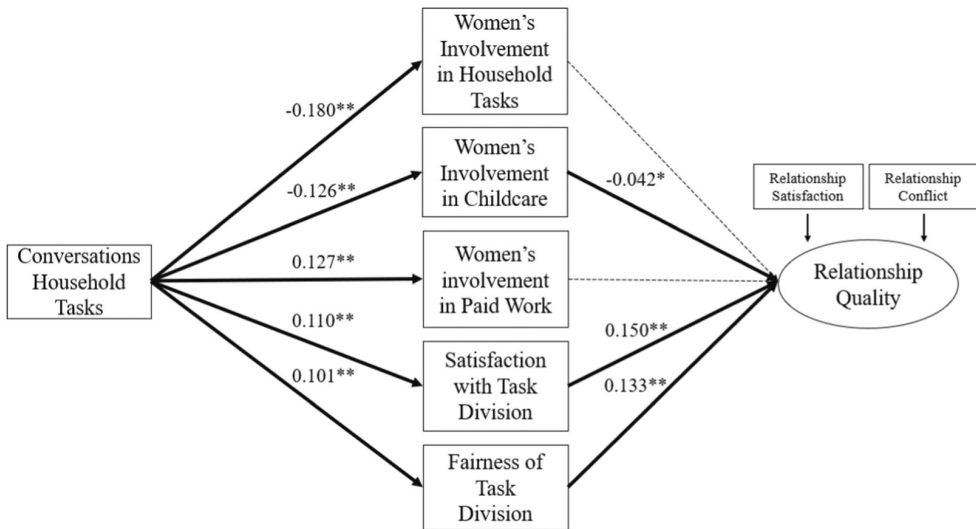 Women's
Involvement
in Household
Tasks
-0.180**
Women's
Involvement
in Childcare
-0.126**
-0.042*
Relationship
Satisfaction
Relationship
Conflict
Conversations
Household
Tasks
0.127**
Women's
involvement
in Paid Work
Relationship
Quality
0.110**
0.150**
Satisfaction
with Task
Division
0.101**
0.133**
Fairness of
Task
Division